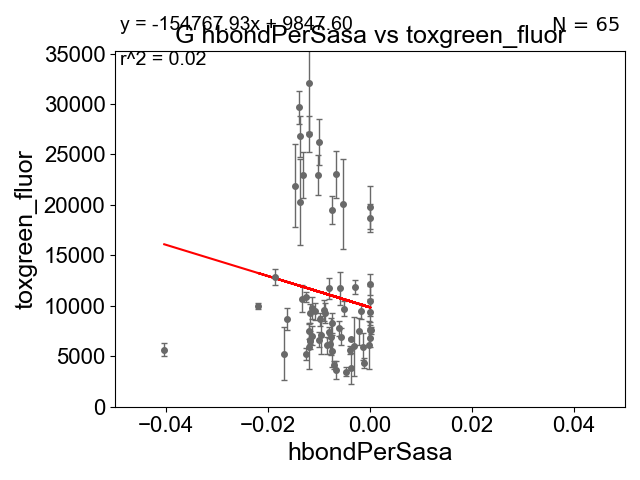 y = -154767.93x + 9847.60
N = 65
G hbondPerSasa vs toxgreen_fluor
r^2 = 0.02
35000
30000
25000
20000
15000
10000
5000
0
toxgreen_fluor
−0.04
−0.02
0.00
0.02
0.04
hbondPerSasa